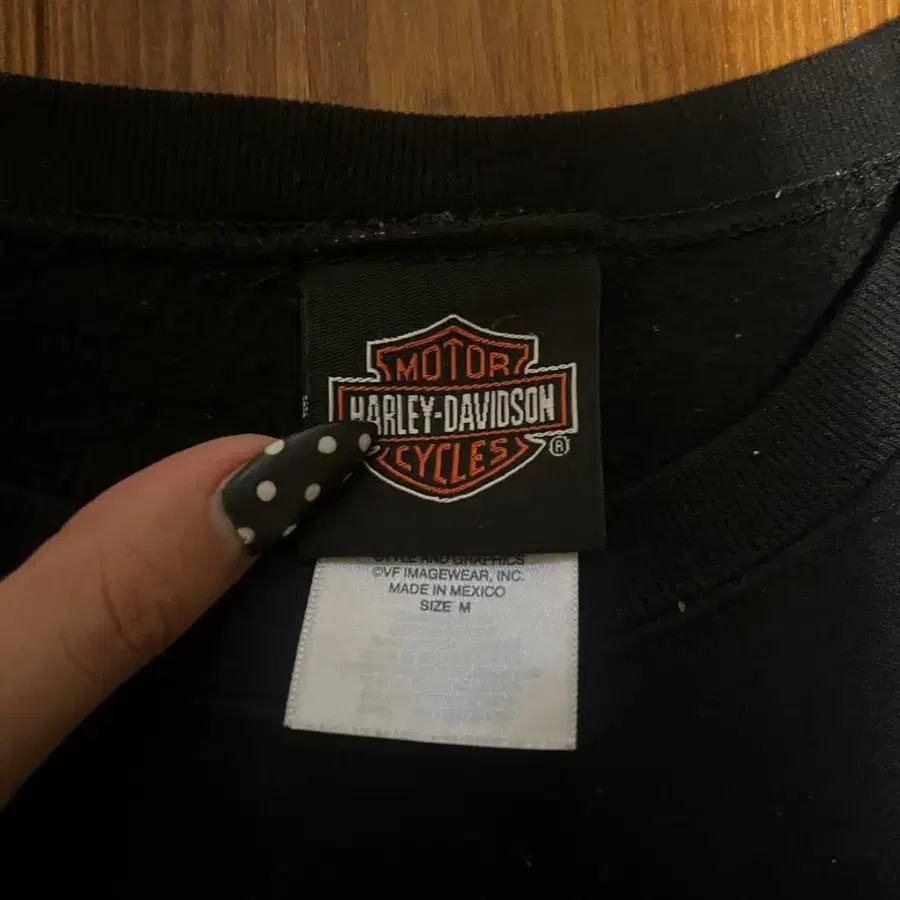 MOTOR
HARLEY-DAVIDSON
CYCLES
®
STYLE AND GRAPHICS
©VF IMAGEWEAR, INC.
MADE IN MEXICO
SIZE M